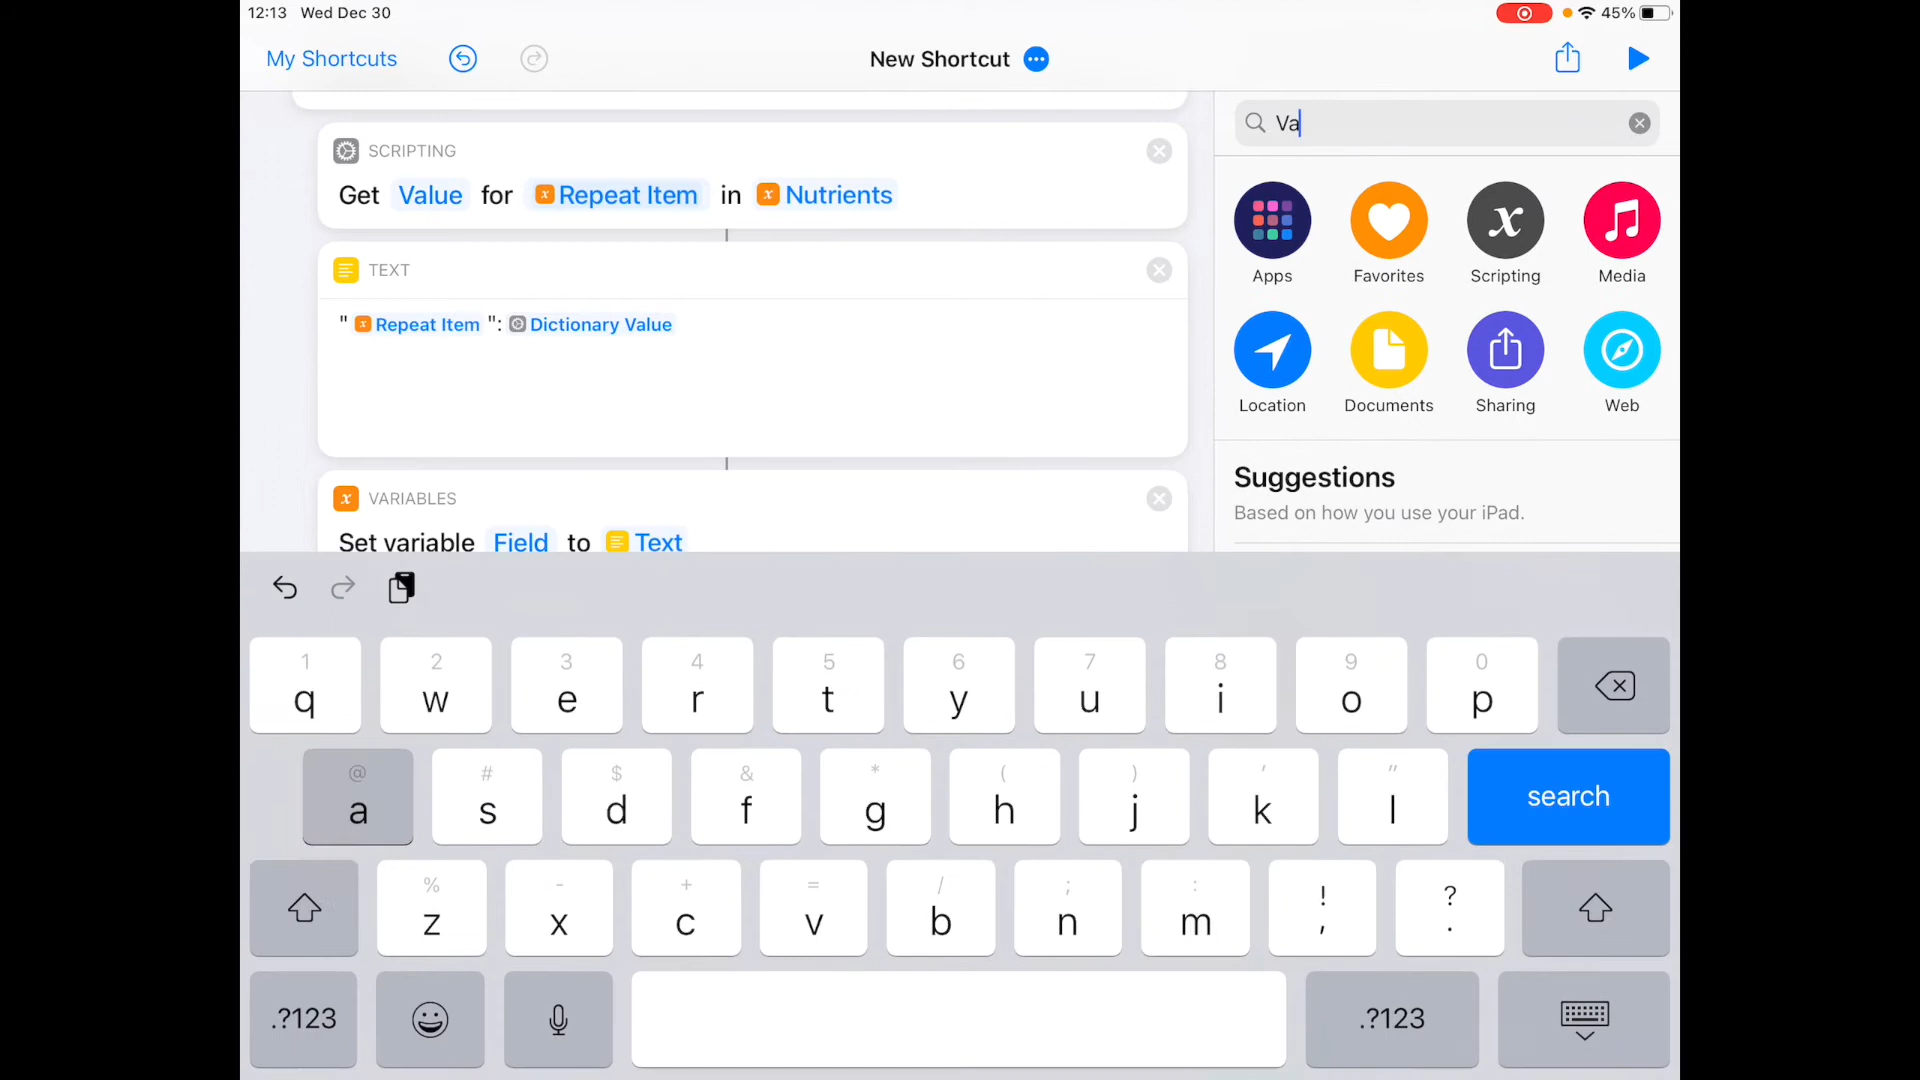 12:13 Wed Dec 30
45%
My Shortcuts
New Shortcut
SCRIPTING
Get Value for Repeat Item in Nutrients
TEXT
" Repeat Item ": Dictionary Value
VARIABLES
Set variable Field to Text
Va
Apps Favorites Scripting Media
Location Documents Sharing Web
Suggestions
Based on how you use your iPad.
1 2 3 4 5 6 7 8 9 0
q w e r t y u i o p
@ # $ & * ( ) ' "
a s d f g h j k l search
% - + = / ; : ! ?
z x c v b n m , .
.?123 .?123